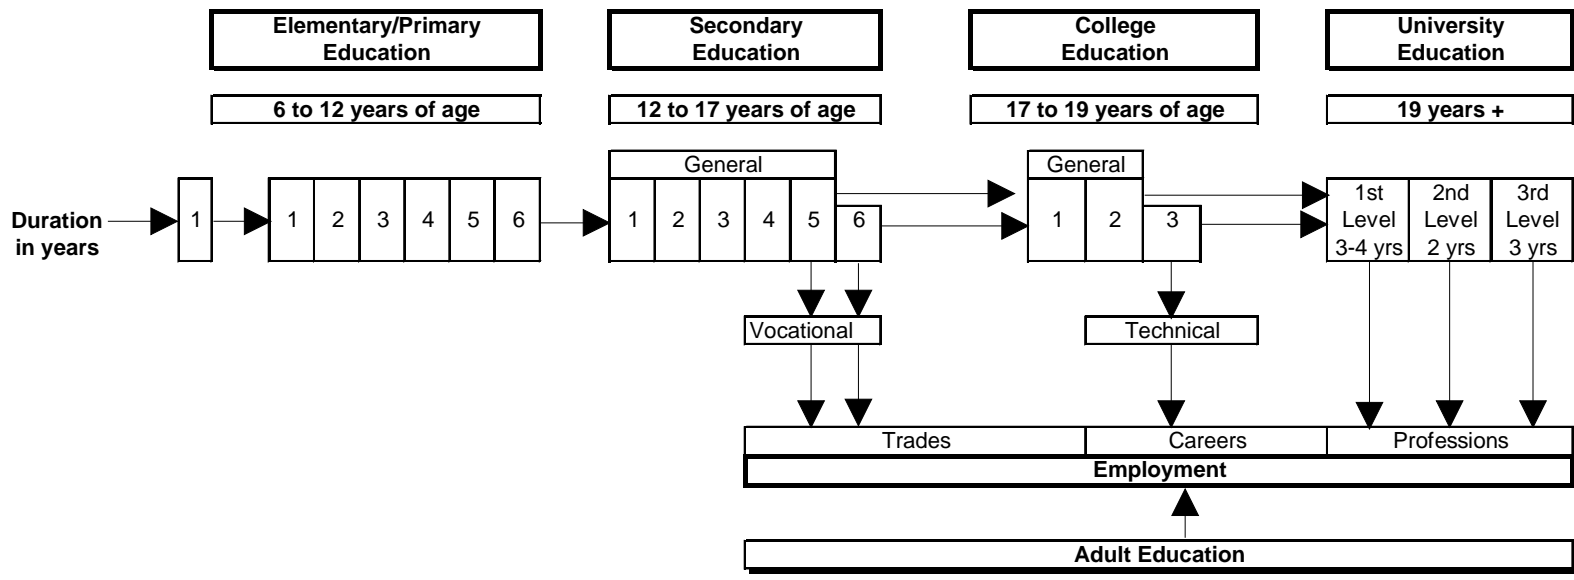 Elementary/Primary
Education
Secondary
Education
College
Education
University
Education
6 to 12 years of age
12 to 17 years of age
17 to 19 years of age
19 years +
General
General
Duration
in years
1
1 2 3 4 5 6
1 2 3 4 5 6
1 2 3
1st
Level
3-4 yrs
2nd
Level
2 yrs
3rd
Level
3 yrs
Vocational
Technical
Trades
Careers
Professions
Employment
Adult Education